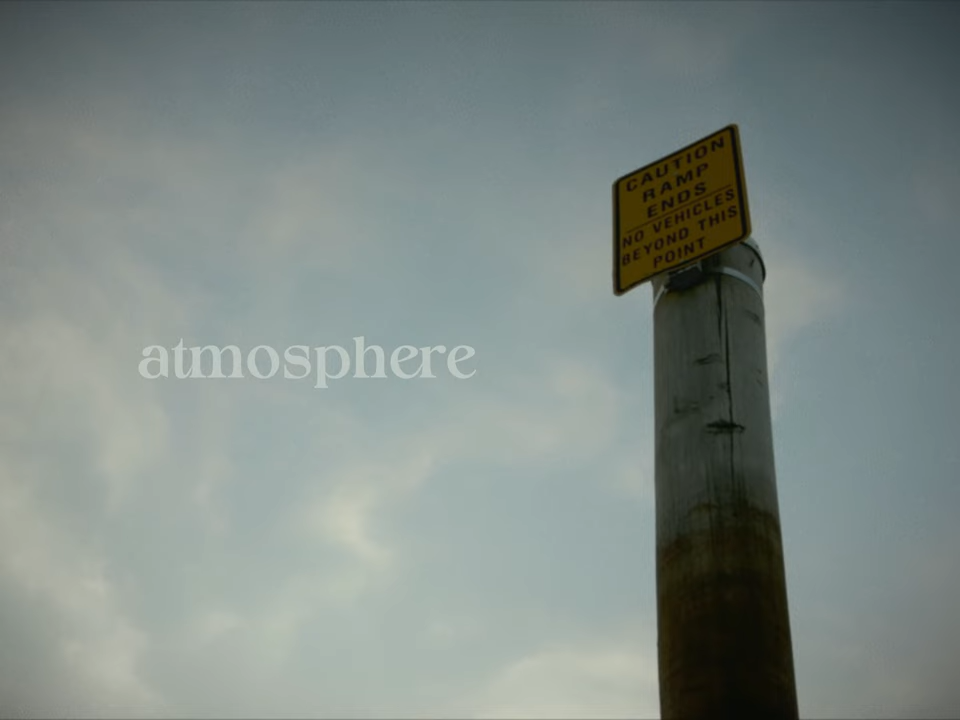 CAUTION
RAMP
ENDS
NO VEHICLES
BEYOND THIS
POINT
atmosphere